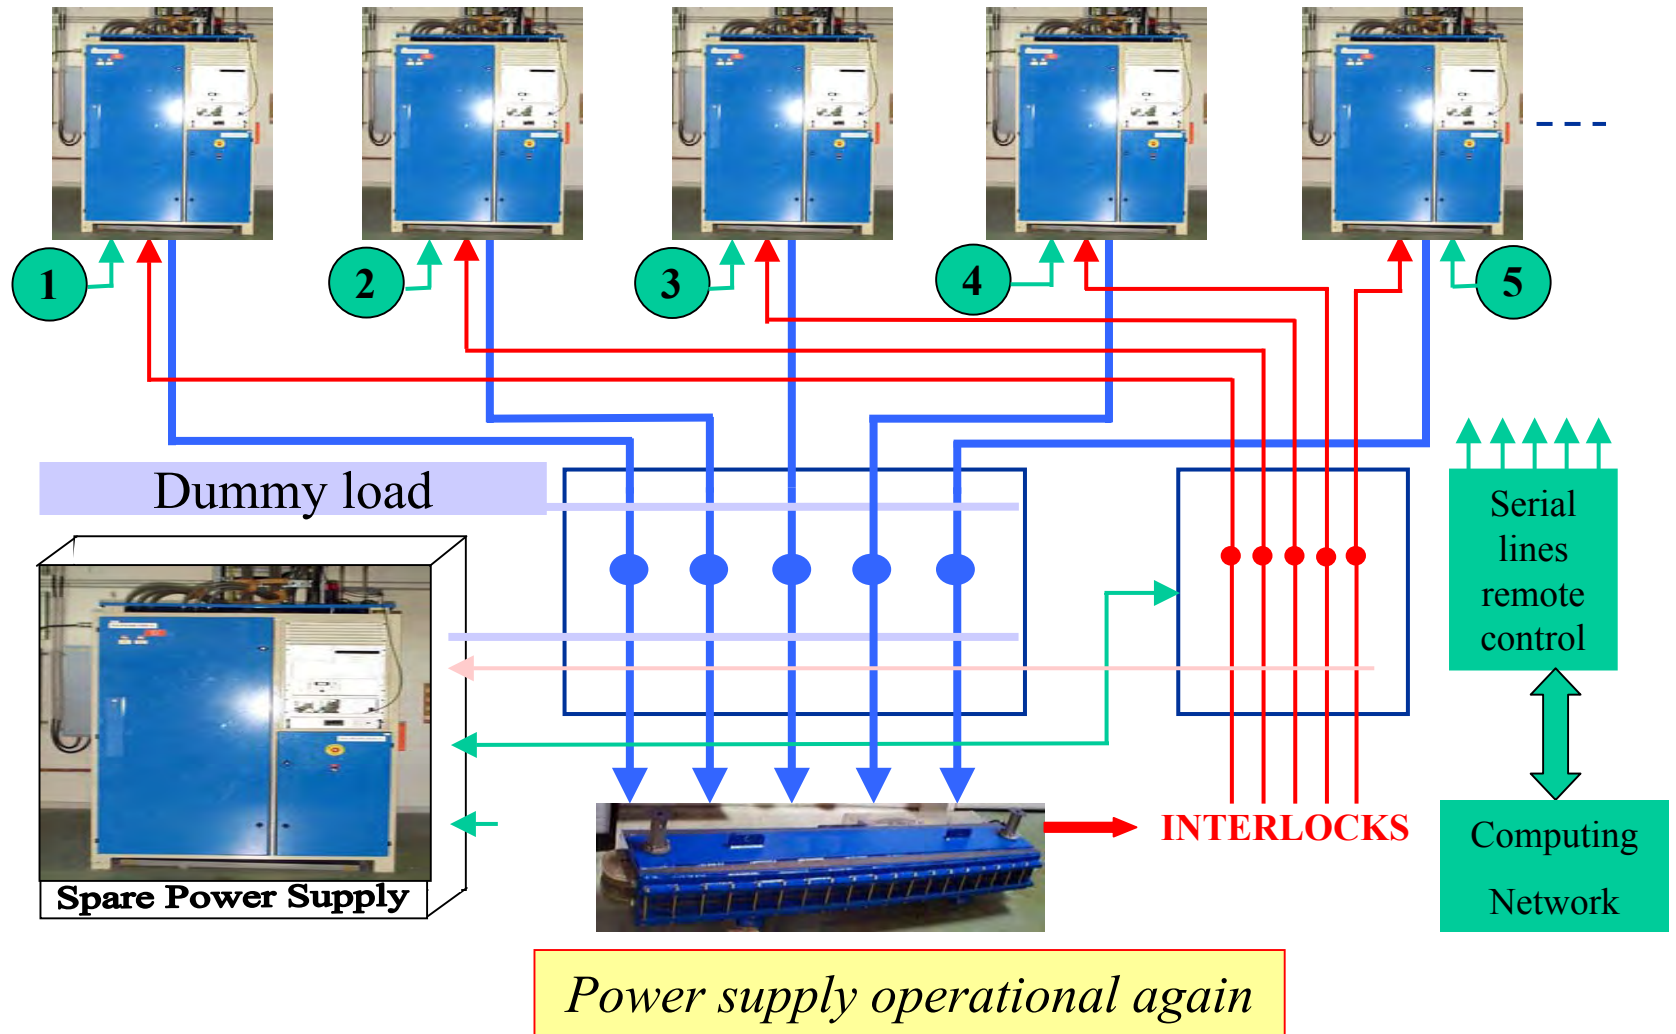 1
2
3
4
5
Dummy load
Serial
lines
remote
control
Spare Power Supply
INTERLOCKS
Computing
Network
Power supply operational again